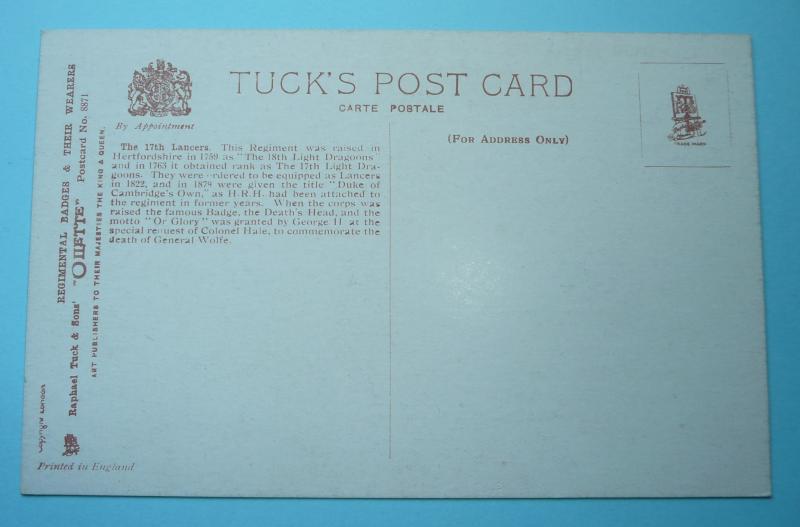 TUCK'S POST CARD
CARTE POSTALE
By Appointment
(FOR ADDRESS ONLY)
TRADE MARK
The 17th Lancers. This Regiment was raised in
Hertfordshire in 1759 as "The 18th Light Dragoons"
and in 1763 it obtained rank as The 17th Light Dra-
goons. They were ordered to be equipped as Lancers
in 1822, and in 1879 were given the title "Duke of
Cambridge's Own," as H.R.H. had been attached to
the regiment in former years. When the corps was
raised the famous Badge, the Death's Head, and the
motto "Or Glory" was granted by George II. at the
special request of Colonel Hale, to commemorate the
death of General Wolfe.
REGIMENTAL BADGES & THEIR WEARERS
Raphael Tuck & Sons' "OILETTE" Postcard No. 8871
ART PUBLISHERS TO THEIR MAJESTIES THE KING & QUEEN.
Copyright London
Printed in England